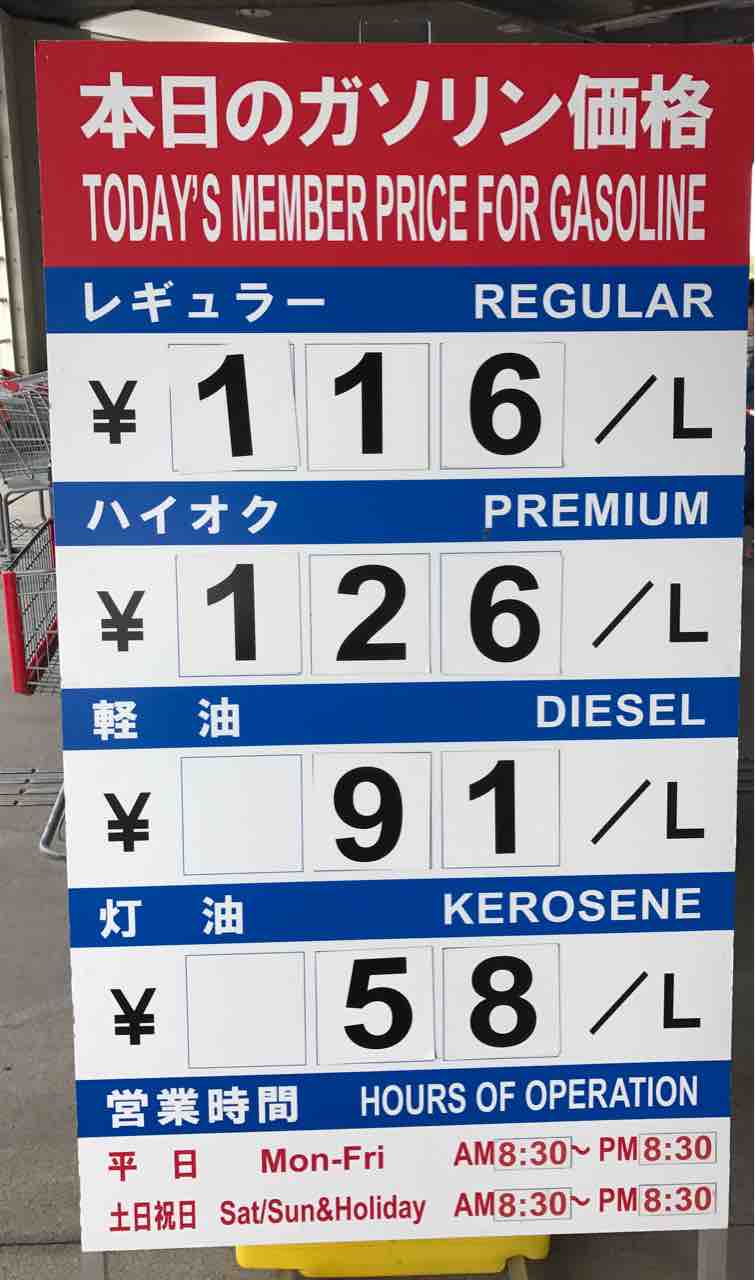 本日のガソリン価格
TODAY'S MEMBER PRICE FOR GASOLINE
レギュラー REGULAR
¥ 116 ／L
ハイオク PREMIUM
¥ 126 ／L
軽 油 DIESEL
¥ 91 ／L
灯 油 KEROSENE
¥ 58 ／L
営業時間 HOURS OF OPERATION
平 日 Mon-Fri AM8:30～ PM8:30
土日祝日 Sat/Sun&Holiday AM8:30～ PM8:30